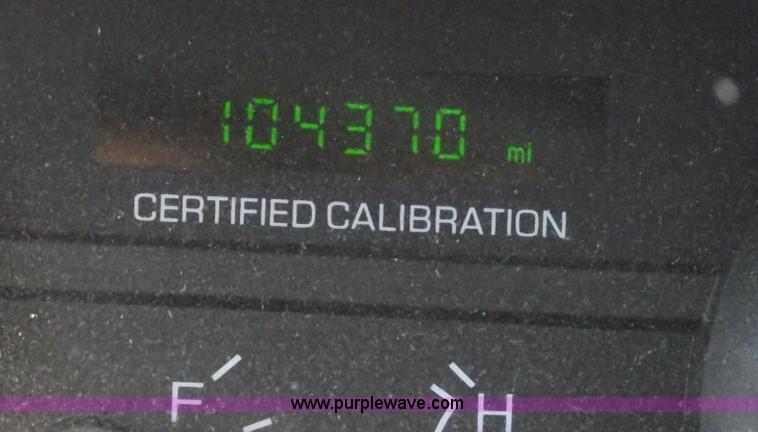 104370 mi
CERTIFIED CALIBRATION
F H
www.purplewave.com